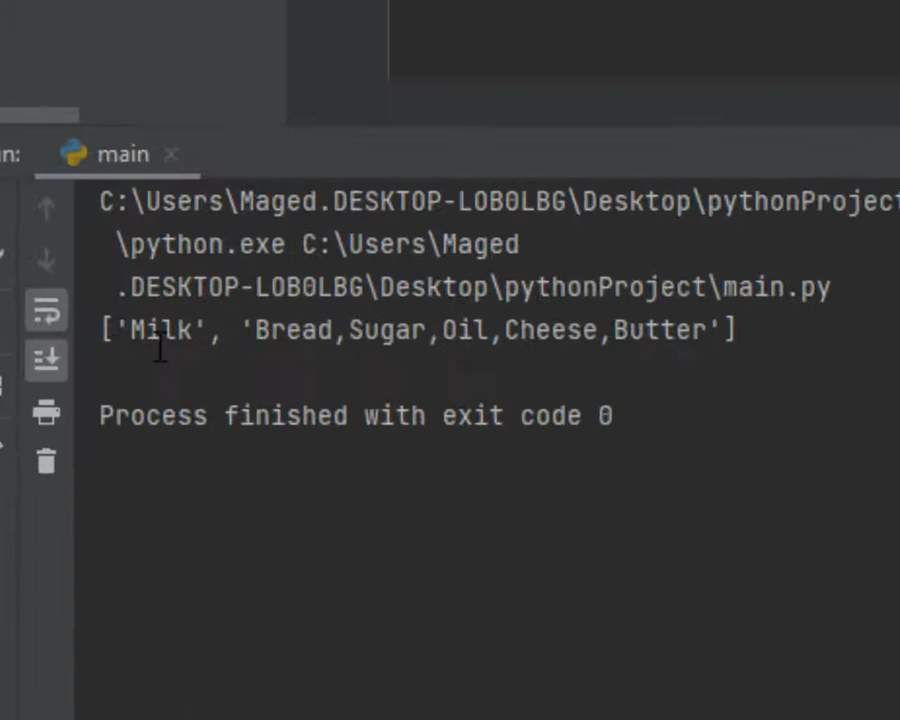 n:
main
C:\Users\Maged.DESKTOP-LOB0LBG\Desktop\pythonProject
\python.exe C:\Users\Maged
.DESKTOP-LOB0LBG\Desktop\pythonProject\main.py
['Milk', 'Bread,Sugar,Oil,Cheese,Butter']
Process finished with exit code 0